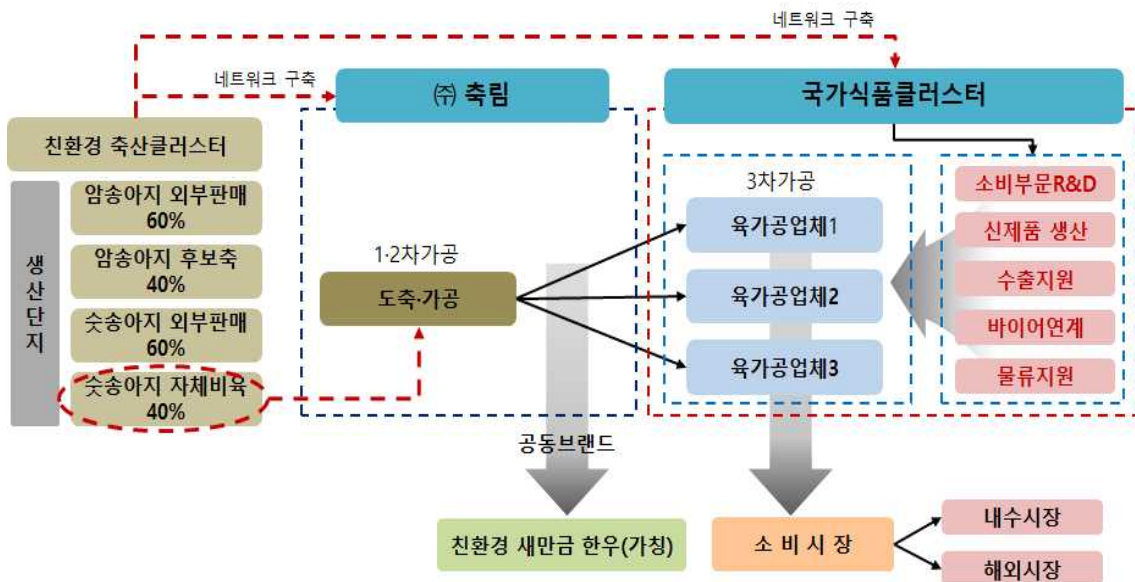 네트워크 구축
네트워크 구축
㈜ 축림
국가식품클러스터
친환경 축산클러스터
생산단지
암송아지 외부판매
60%
암송아지 후보축
40%
숫송아지 외부판매
60%
숫송아지 자체비육
40%
1·2차가공
도축·가공
3차가공
육가공업체1
육가공업체2
육가공업체3
소비부문R&D
신제품 생산
수출지원
바이어연계
물류지원
공동브랜드
친환경 새만금 한우(가칭)
소 비 시 장
내수시장
해외시장